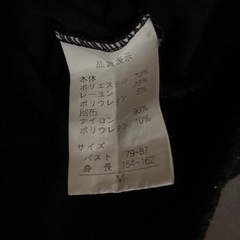 品質表示
本体
ポリエステル 70%
レーヨン 25%
ポリウレタン 5%
別布
ナイロン 90%
ポリウレタン 10%
サイズ
バスト 79-87
身長 154-162
M